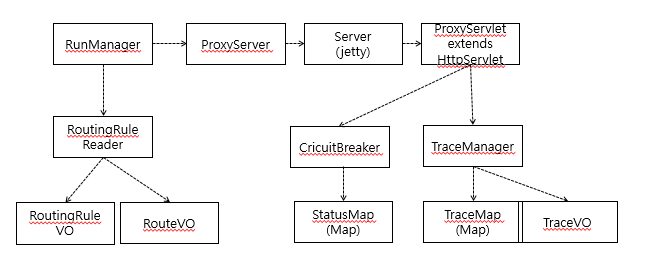 RunManager
ProxyServer
Server
(jetty)
ProxyServlet
extends
HttpServlet
RoutingRule
Reader
CricuitBreaker
TraceManager
RoutingRule
VO
RouteVO
StatusMap
(Map)
TraceMap
(Map)
TraceVO